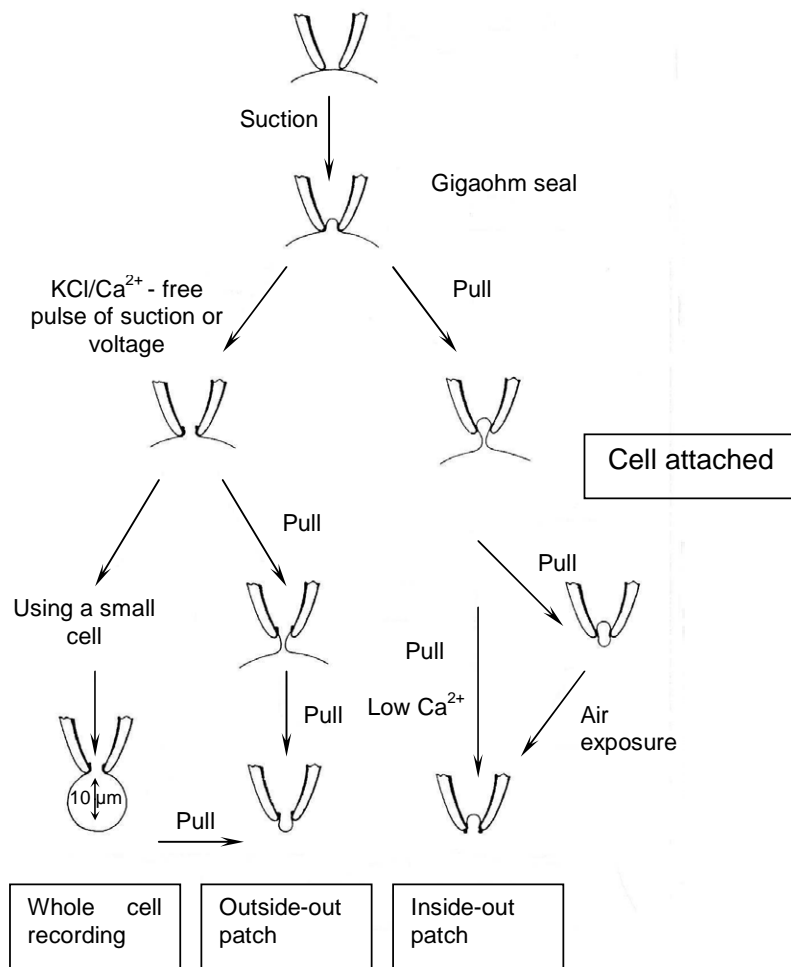 Suction
Gigaohm seal
KCl/Ca²⁺ - free
pulse of suction or
voltage
Pull
Cell attached
Pull
Pull
Using a small
cell
Pull
Low Ca²⁺
Pull
Air
exposure
10 µm
Pull
Whole cell
recording
Outside-out
patch
Inside-out
patch